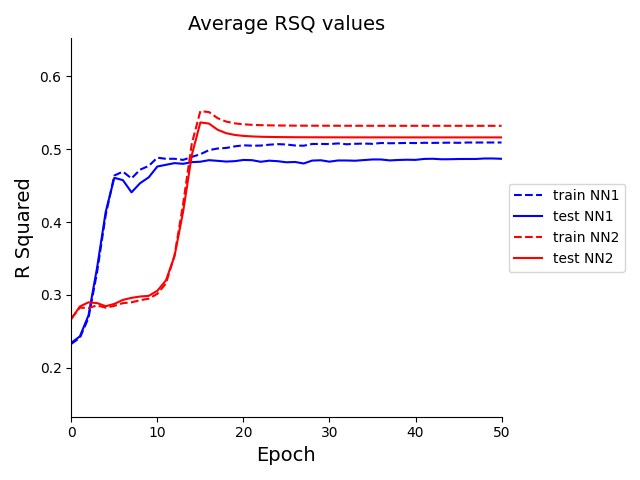 Average RSQ values
R Squared
0.6
0.5
0.4
0.3
0.2
0 10 20 30 40 50
Epoch
train NN1
test NN1
train NN2
test NN2